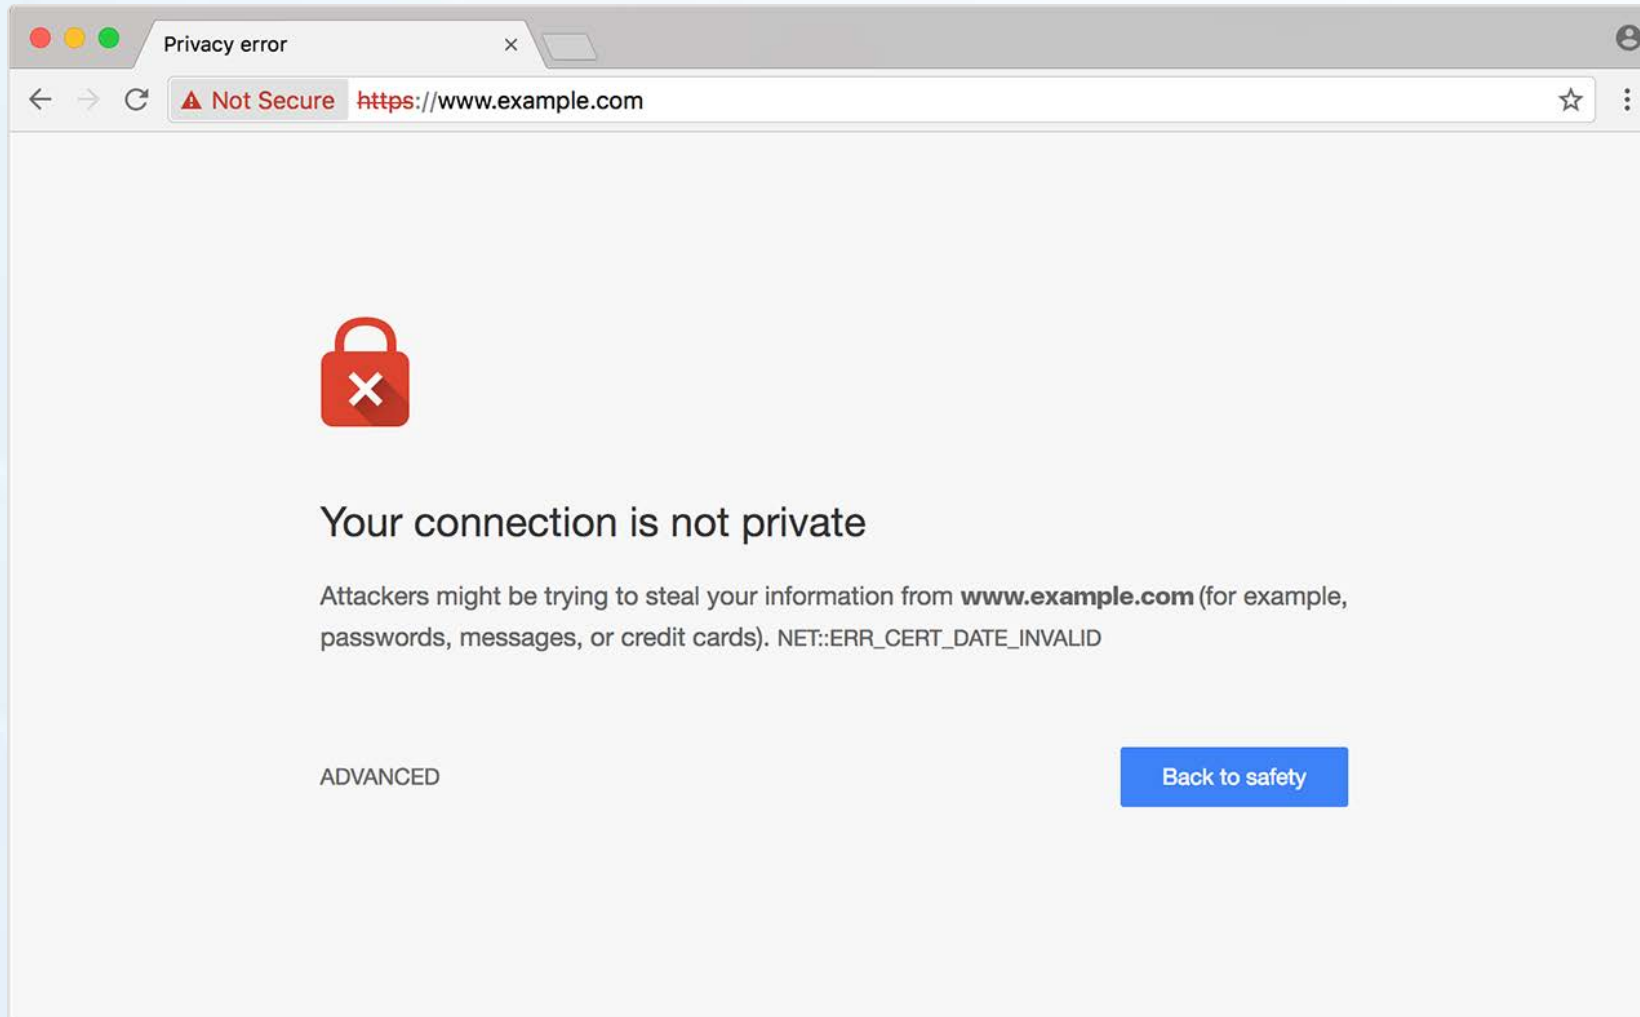 Privacy error
Not Secure https://www.example.com
Your connection is not private
Attackers might be trying to steal your information from www.example.com (for example,
passwords, messages, or credit cards). NET::ERR_CERT_DATE_INVALID
ADVANCED
Back to safety